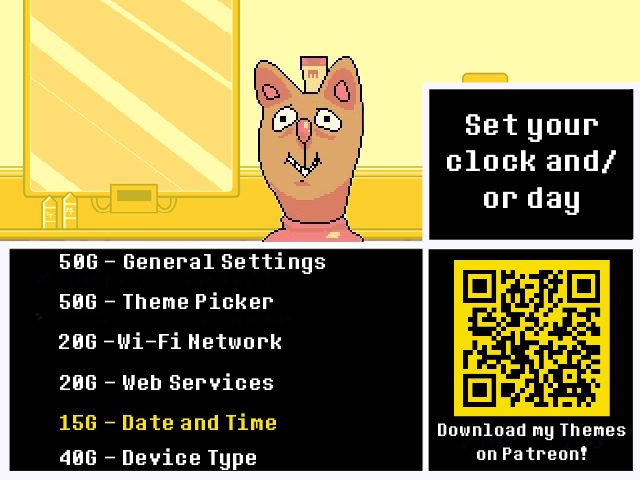 Set your
clock and/
or day
50G - General Settings
50G - Theme Picker
20G -Wi-Fi Network
20G - Web Services
15G - Date and Time
40G - Device Type
Download my Themes
on Patreon!